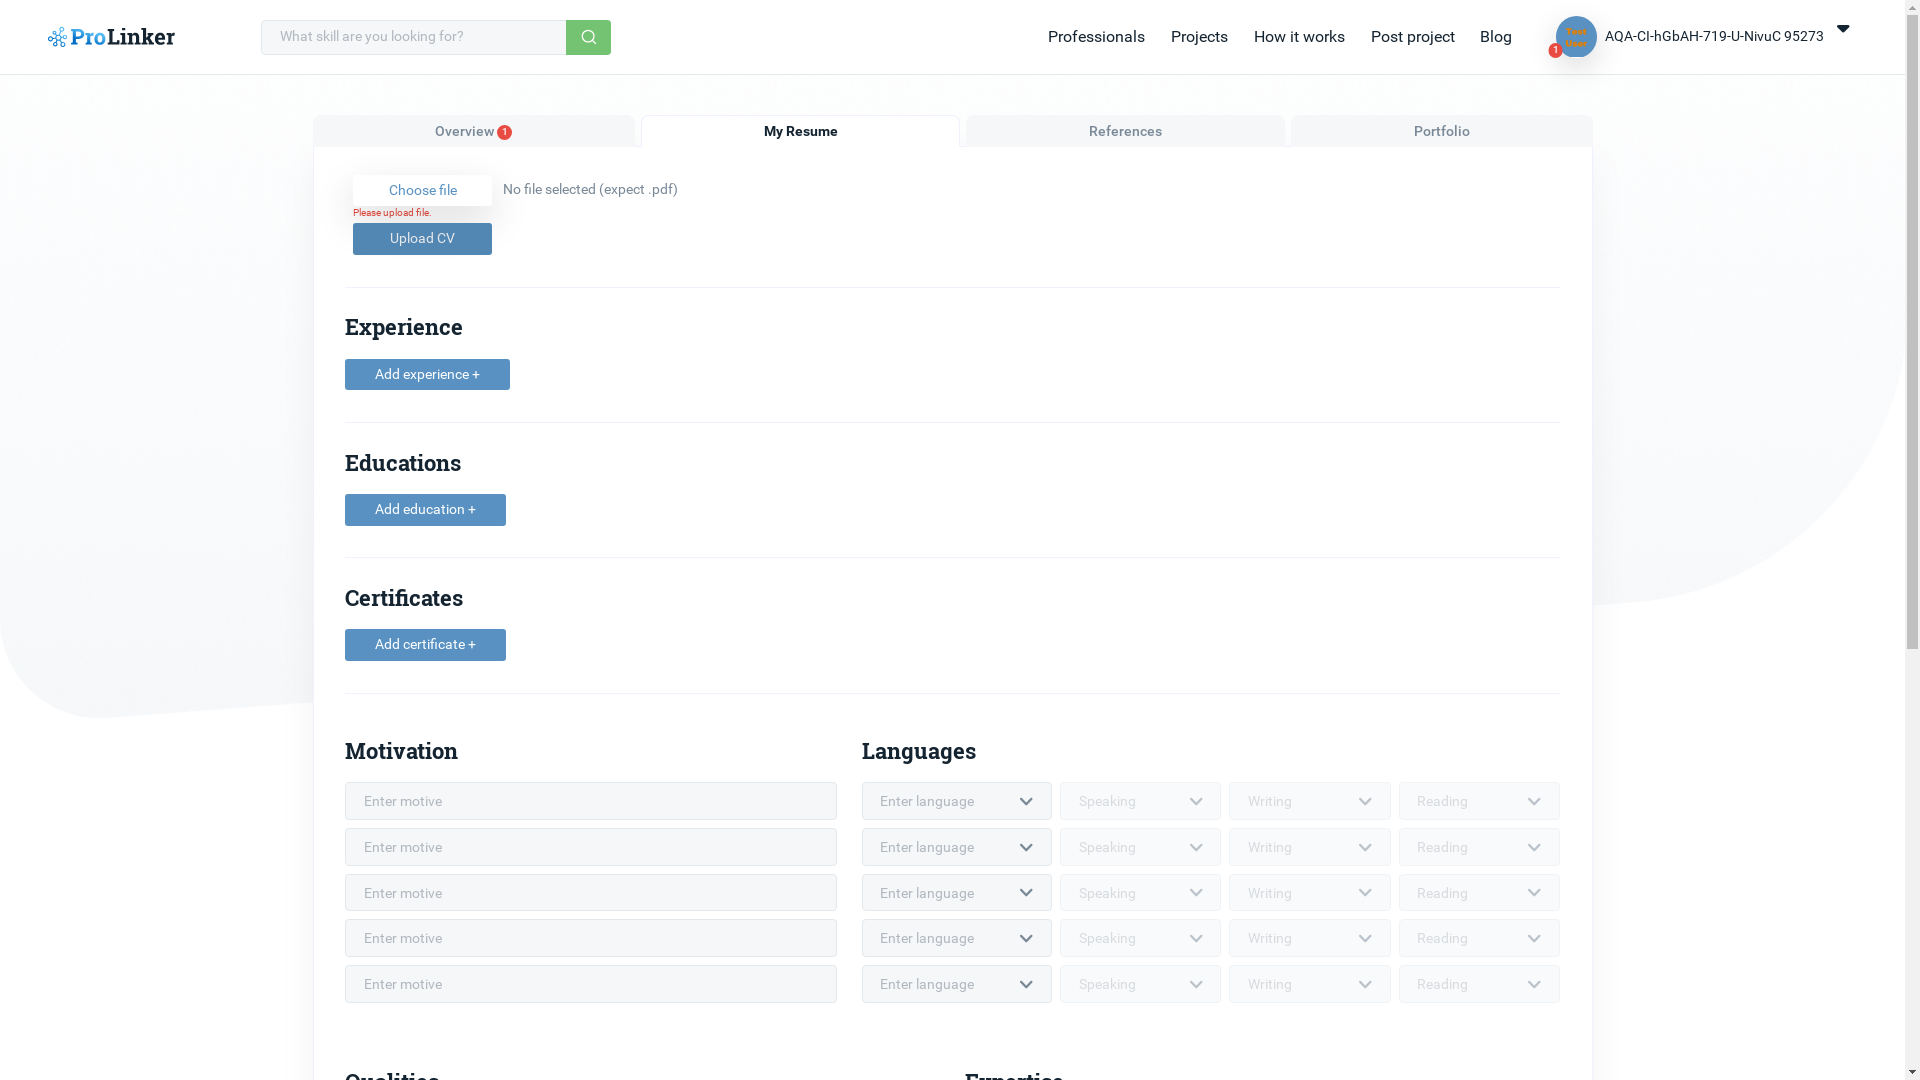 ProLinker
What skill are you looking for?
Professionals
Projects
How it works
Post project
Blog
Test
User
1
AQA-CI-hGbAH-719-U-NivuC 95273
Overview 1
My Resume
References
Portfolio
Choose file
No file selected (expect .pdf)
Please upload file.
Upload CV
Experience
Add experience +
Educations
Add education +
Certificates
Add certificate +
Motivation
Languages
Enter motive
Enter language
Speaking
Writing
Reading
Enter motive
Enter language
Speaking
Writing
Reading
Enter motive
Enter language
Speaking
Writing
Reading
Enter motive
Enter language
Speaking
Writing
Reading
Enter motive
Enter language
Speaking
Writing
Reading
Qualities
Expertise